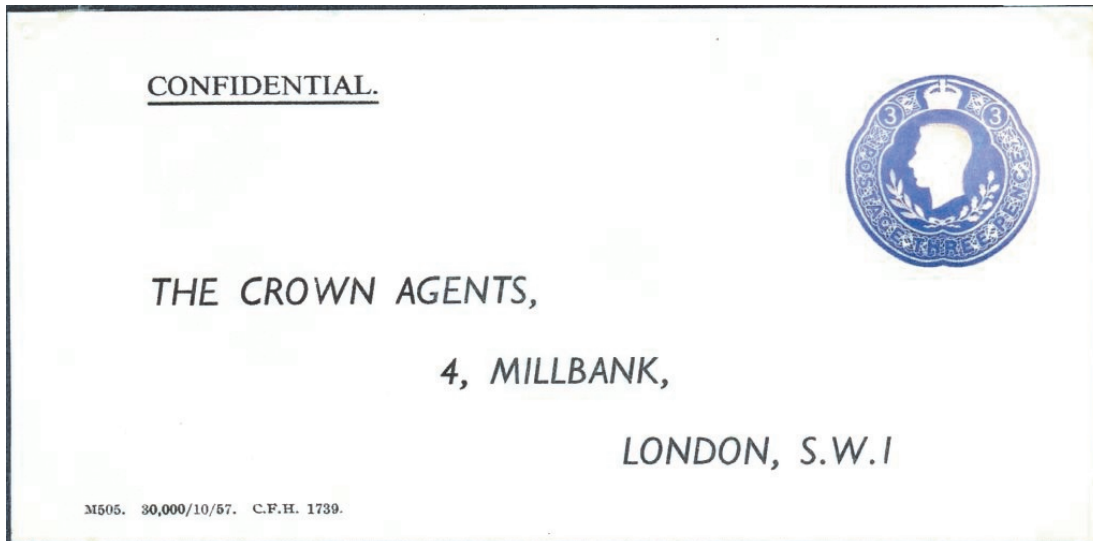 CONFIDENTIAL.
3 3
POSTAGE THREE PENCE
THE CROWN AGENTS,
4, MILLBANK,
LONDON, S.W.1
M505. 30,000/10/57. C.F.H. 1739.